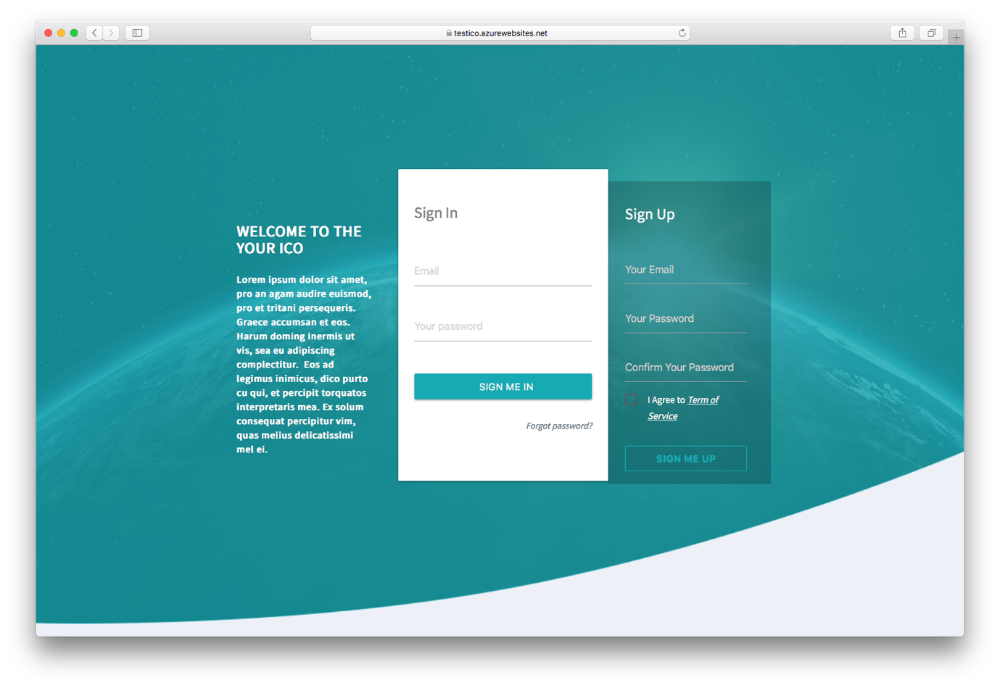 testico.azurewebsites.net
WELCOME TO THE
YOUR ICO
Lorem ipsum dolor sit amet,
pro an agam audire euismod,
pro et tritani persequeris.
Graece accumsan et eos.
Harum doming inermis ut
vis, sea eu adipiscing
complectitur.  Eos ad
legimus inimicus, dico purto
cu qui, et percipit torquatos
interpretaris mea. Ex solum
consequat percipitur vim,
quas melius delicatissimi
mel ei.
Sign In
Email
Your password
SIGN ME IN
Forgot password?
Sign Up
Your Email
Your Password
Confirm Your Password
I Agree to Term of
Service
SIGN ME UP